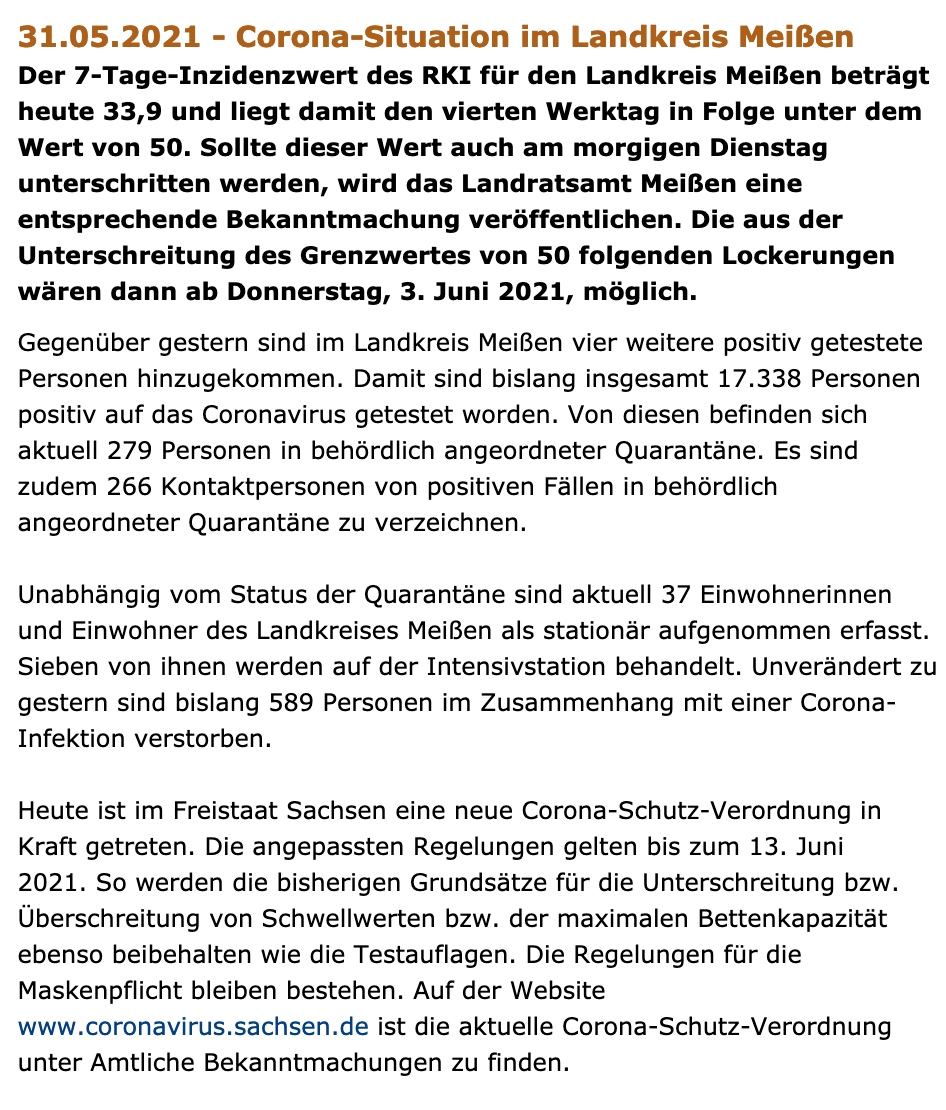 31.05.2021 - Corona-Situation im Landkreis Meißen
Der 7-Tage-Inzidenzwert des RKI für den Landkreis Meißen beträgt
heute 33,9 und liegt damit den vierten Werktag in Folge unter dem
Wert von 50. Sollte dieser Wert auch am morgigen Dienstag
unterschritten werden, wird das Landratsamt Meißen eine
entsprechende Bekanntmachung veröffentlichen. Die aus der
Unterschreitung des Grenzwertes von 50 folgenden Lockerungen
wären dann ab Donnerstag, 3. Juni 2021, möglich.
Gegenüber gestern sind im Landkreis Meißen vier weitere positiv getestete
Personen hinzugekommen. Damit sind bislang insgesamt 17.338 Personen
positiv auf das Coronavirus getestet worden. Von diesen befinden sich
aktuell 279 Personen in behördlich angeordneter Quarantäne. Es sind
zudem 266 Kontaktpersonen von positiven Fällen in behördlich
angeordneter Quarantäne zu verzeichnen.
Unabhängig vom Status der Quarantäne sind aktuell 37 Einwohnerinnen
und Einwohner des Landkreises Meißen als stationär aufgenommen erfasst.
Sieben von ihnen werden auf der Intensivstation behandelt. Unverändert zu
gestern sind bislang 589 Personen im Zusammenhang mit einer Corona-
Infektion verstorben.
Heute ist im Freistaat Sachsen eine neue Corona-Schutz-Verordnung in
Kraft getreten. Die angepassten Regelungen gelten bis zum 13. Juni
2021. So werden die bisherigen Grundsätze für die Unterschreitung bzw.
Überschreitung von Schwellwerten bzw. der maximalen Bettenkapazität
ebenso beibehalten wie die Testauflagen. Die Regelungen für die
Maskenpflicht bleiben bestehen. Auf der Website
www.coronavirus.sachsen.de ist die aktuelle Corona-Schutz-Verordnung
unter Amtliche Bekanntmachungen zu finden.